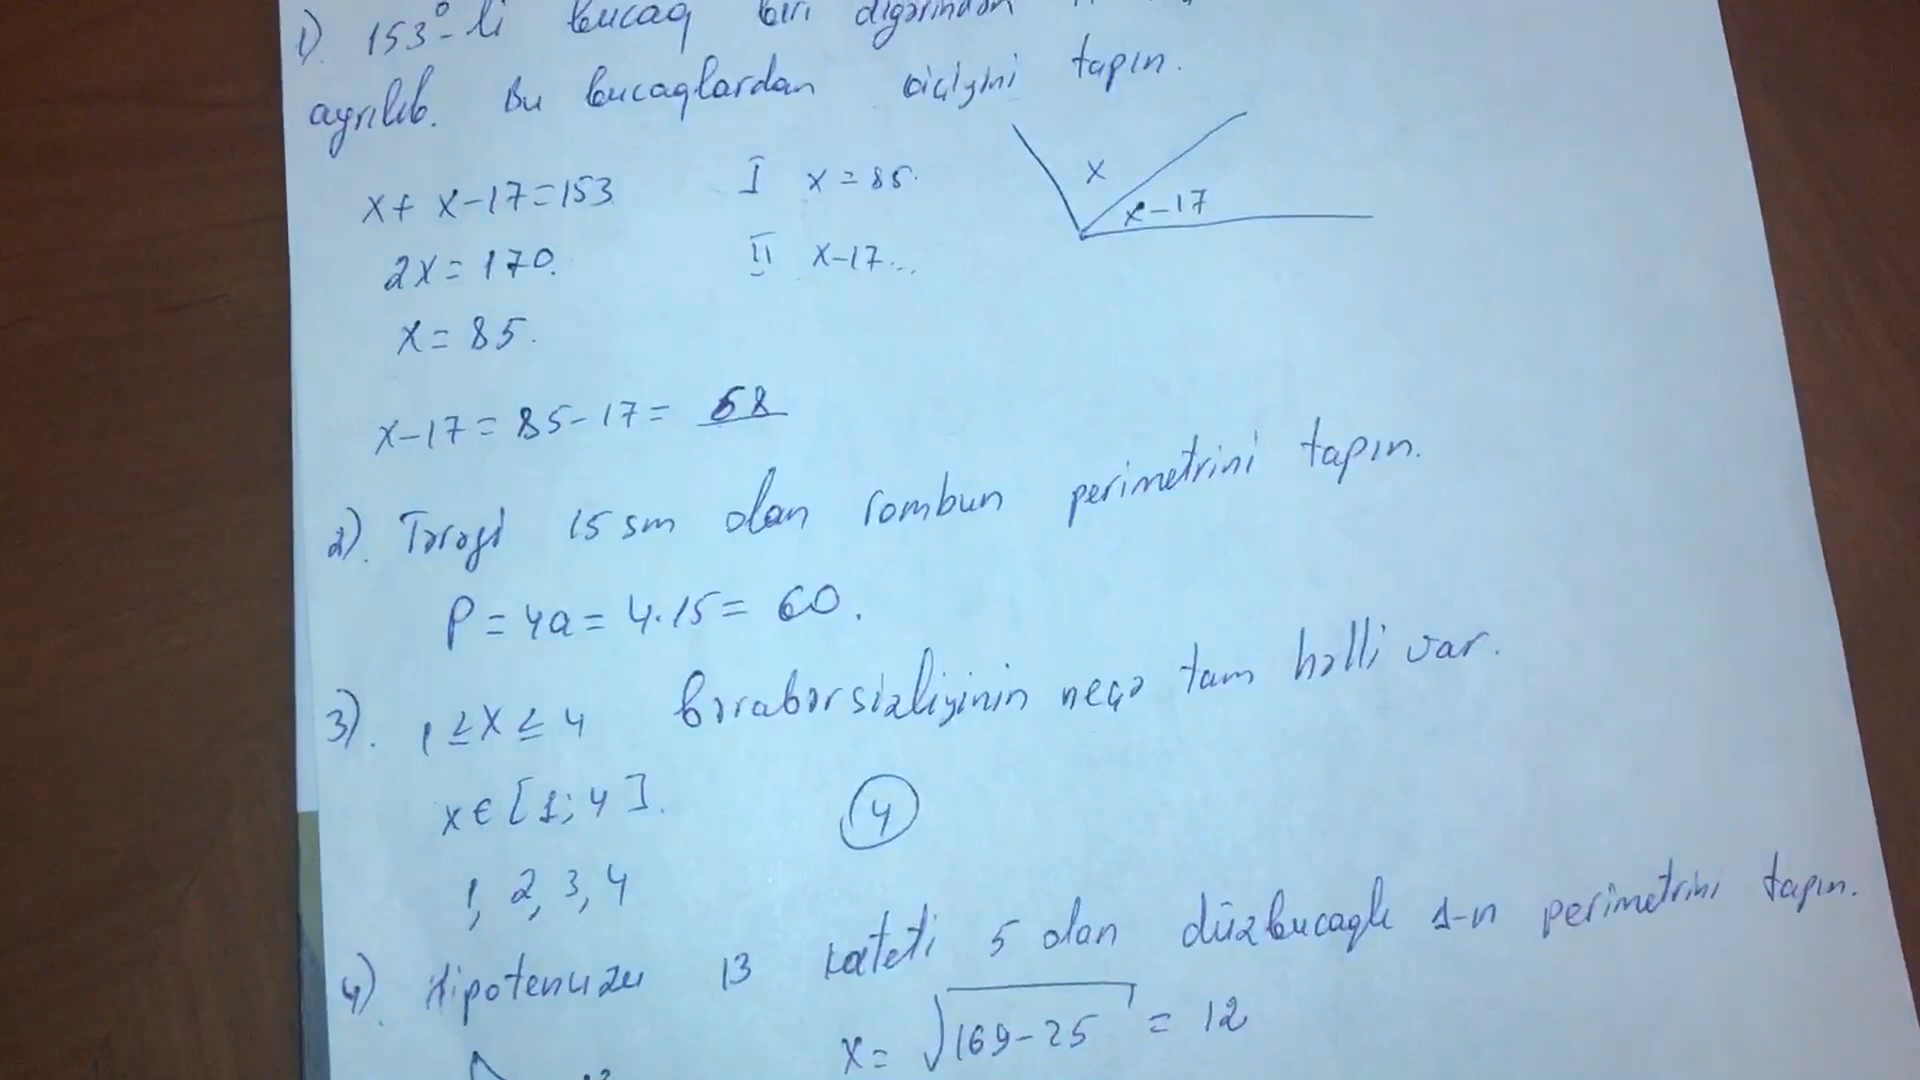 1) 153°-li bucaq biri digərindən
ayrılıb. Bu bucaqlardan kiçiyini tapın.
x + x-17=153 I x = 85. x
2x = 170. II x-17... x-17
x = 85.
x-17 = 85-17 = 68
2). Tərəfi 15 sm olan rombun perimetrini tapın.
P = 4a = 4·15 = 60.
3). 1 ≤ x ≤ 4 bərabərsizliyinin neçə tam həlli var.
x ∈ [1; 4]. 4
1, 2, 3, 4
4) Hipotenuzu 13 kateti 5 olan düzbucaqlı Δ-n perimetrini tapın.
x = √169-25 = 12